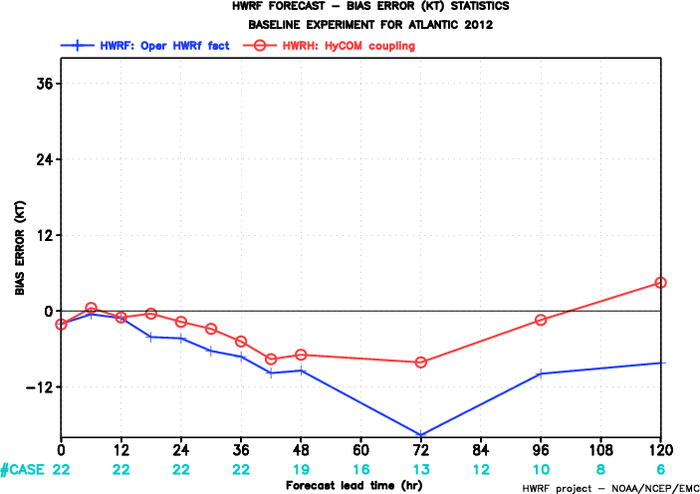 HWRF FORECAST – BIAS ERROR (KT) STATISTICS
BASELINE EXPERIMENT FOR ATLANTIC 2012
HWRF: Oper HWRf fact HWRH: HyCOM coupling
36
24
12
0
−12
BIAS ERROR (KT)
0 12 24 36 48 60 72 84 96 108 120
#CASE 22 22 22 22 19 16 13 12 10 8 6
Forecast lead time (hr)
HWRF project – NOAA/NCEP/EMC